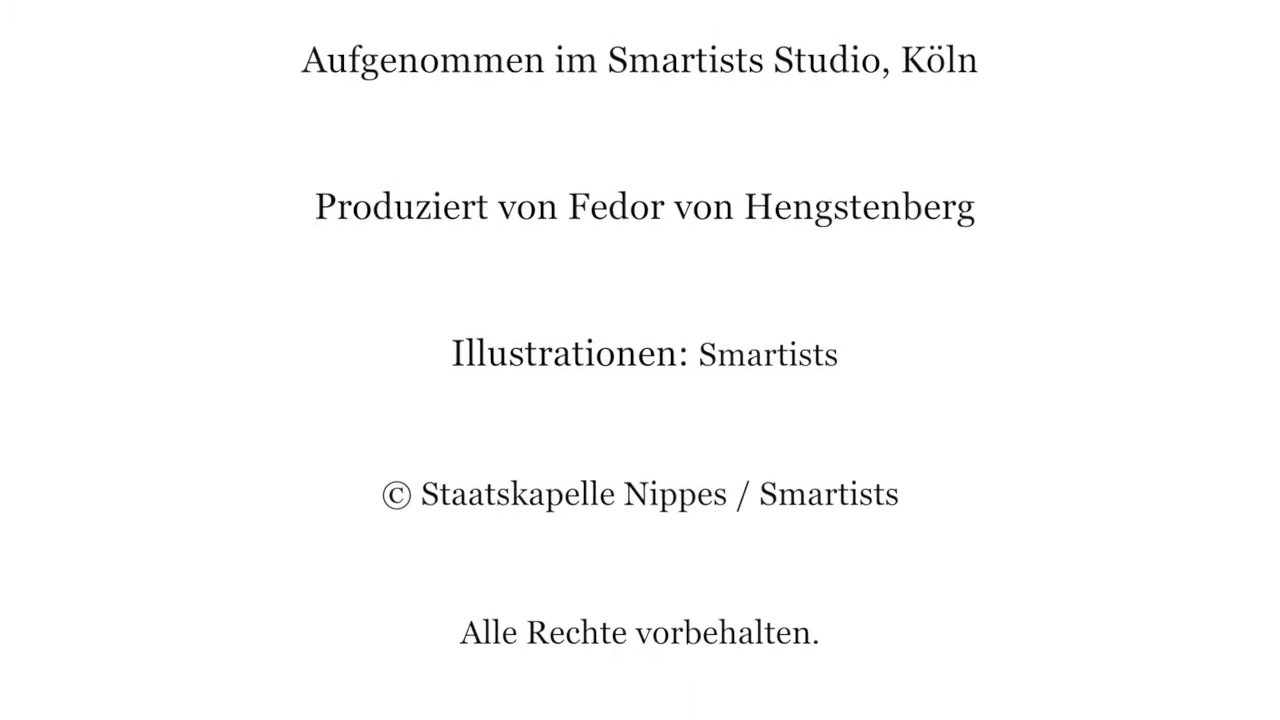 Aufgenommen im Smartists Studio, Köln
Produziert von Fedor von Hengstenberg
Illustrationen: Smartists
© Staatskapelle Nippes / Smartists
Alle Rechte vorbehalten.